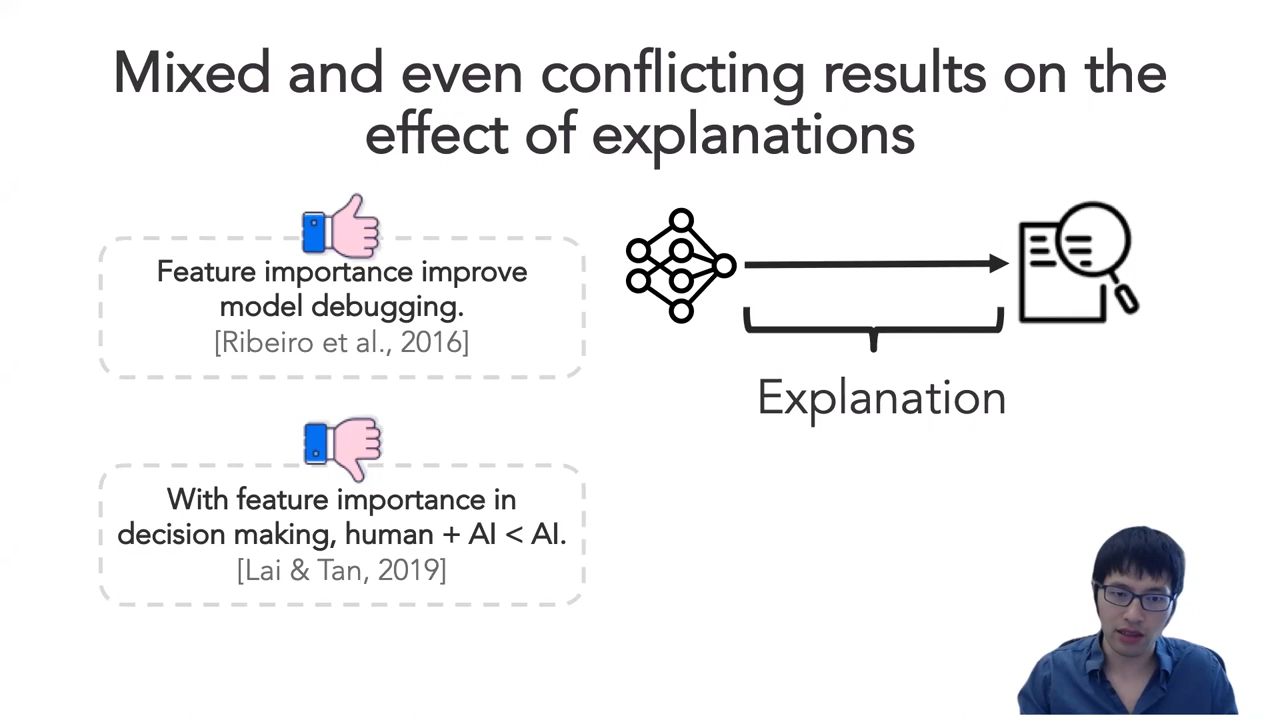 Mixed and even conflicting results on the
effect of explanations
Feature importance improve
model debugging.
[Ribeiro et al., 2016]
With feature importance in
decision making, human + AI < AI.
[Lai & Tan, 2019]
Explanation